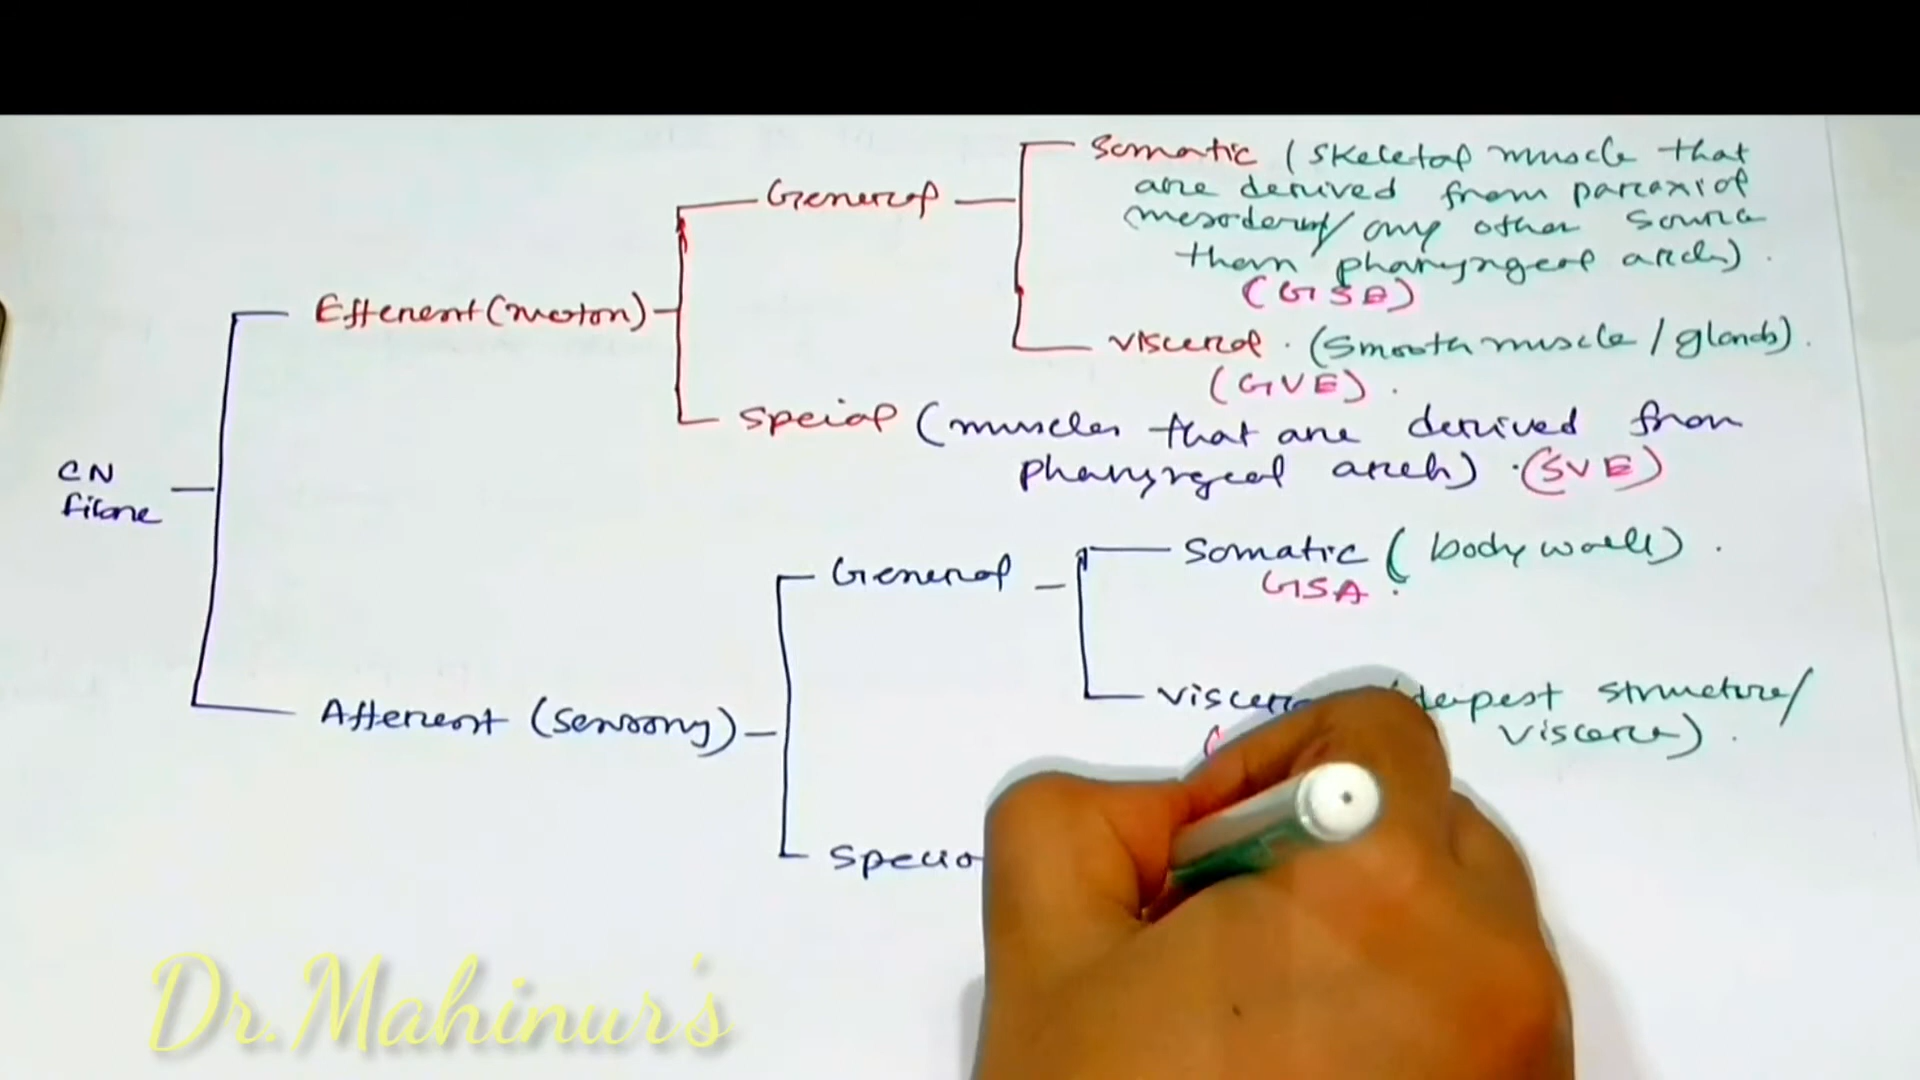 General
Somatic (skeletal muscle that
are derived from paraxial
mesoderm/ any other source
than pharyngeal arch).
(GSE)
Efferent (motor)
visceral. (smooth muscle / glands).
(GVE).
Speial (muscles that are derived from
pharyngeal arch). (SVE)
CN
fibre
General
Somatic (body wall).
GSA.
Afferent (sensory)
deepest structure/
viscera).
Dr.Mahinur's